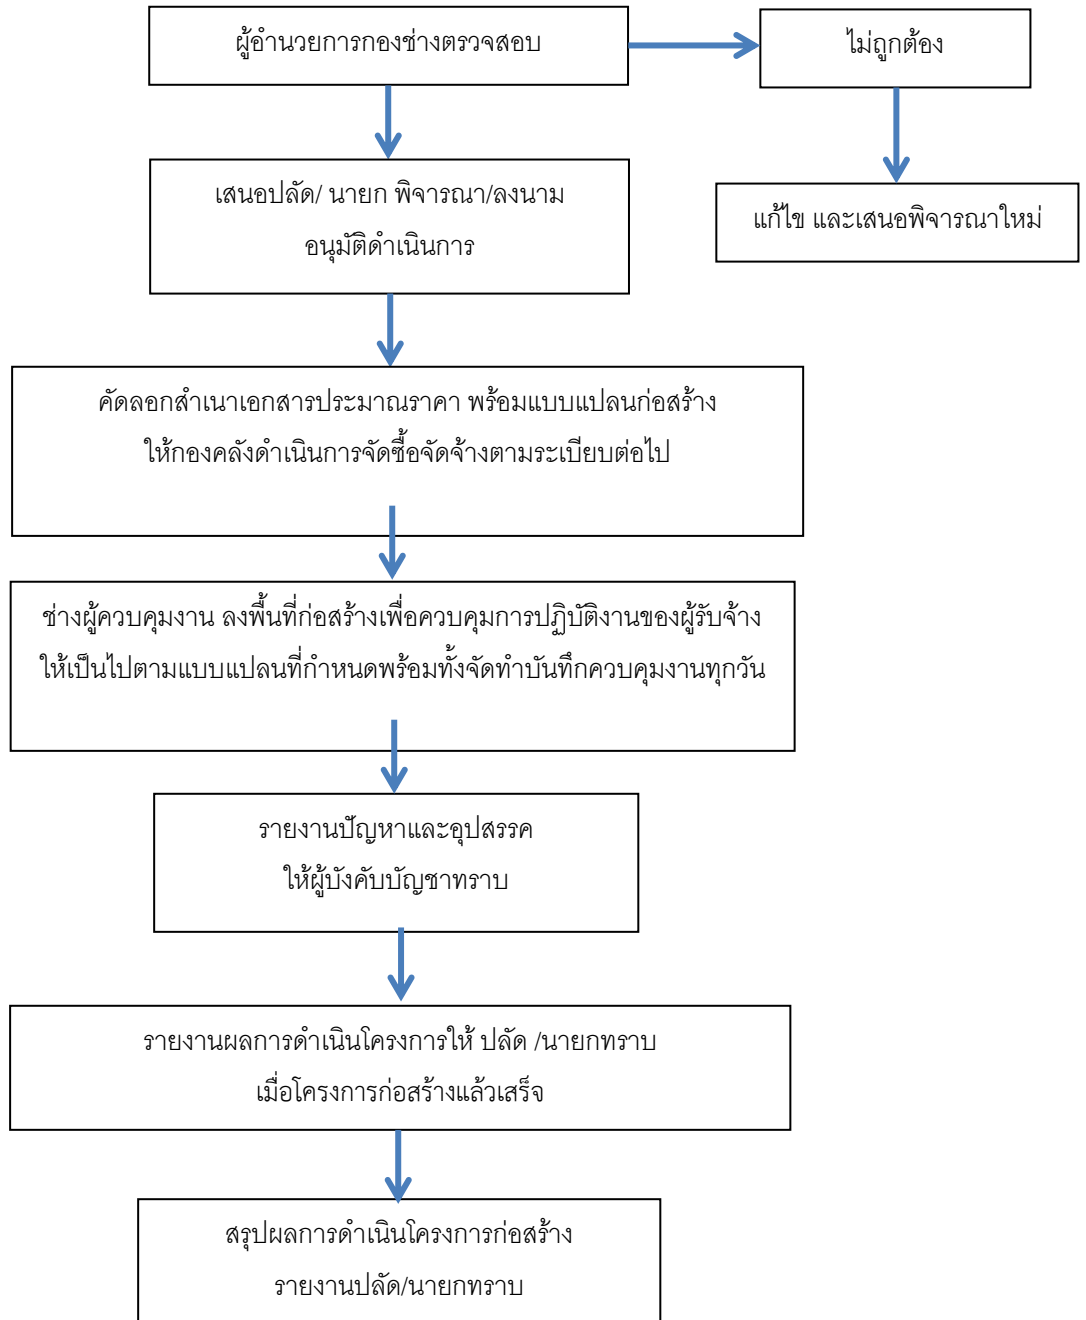 ผู้อำนวยการกองช่างตรวจสอบ
ไม่ถูกต้อง
เสนอปลัด/ นายก พิจารณา/ลงนาม
อนุมัติดำเนินการ
แก้ไข และเสนอพิจารณาใหม่
คัดลอกสำเนาเอกสารประมาณราคา พร้อมแบบแปลนก่อสร้าง
ให้กองคลังดำเนินการจัดซื้อจัดจ้างตามระเบียบต่อไป
ช่างผู้ควบคุมงาน ลงพื้นที่ก่อสร้างเพื่อควบคุมการปฏิบัติงานของผู้รับจ้าง
ให้เป็นไปตามแบบแปลนที่กำหนดพร้อมทั้งจัดทำบันทึกควบคุมงานทุกวัน
รายงานปัญหาและอุปสรรค
ให้ผู้บังคับบัญชาทราบ
รายงานผลการดำเนินโครงการให้ ปลัด /นายกทราบ
เมื่อโครงการก่อสร้างแล้วเสร็จ
สรุปผลการดำเนินโครงการก่อสร้าง
รายงานปลัด/นายกทราบ